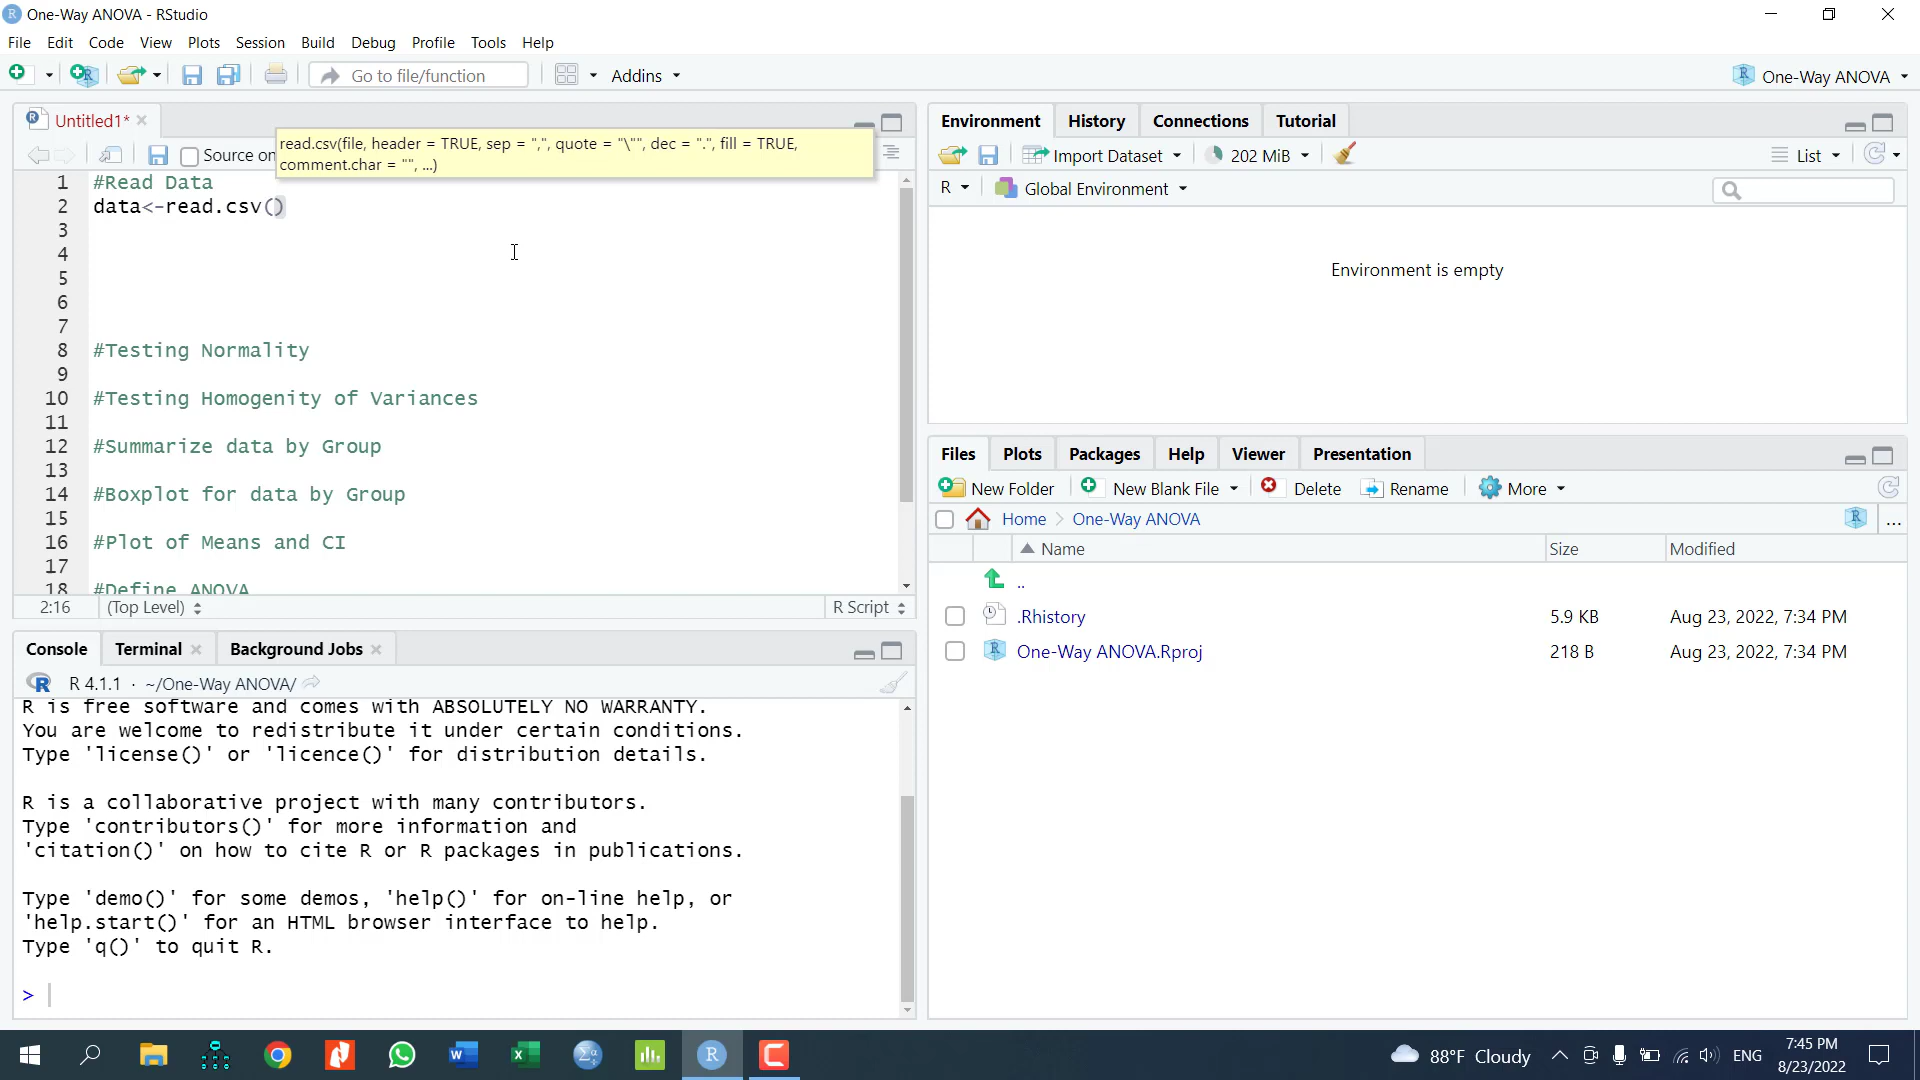 One-Way ANOVA - RStudio
File Edit Code View Plots Session Build Debug Profile Tools Help
Go to file/function Addins One-Way ANOVA
Untitled1*
Source on
read.csv(file, header = TRUE, sep = ",", quote = "\"", dec = ".", fill = TRUE,
comment.char = "", ...)
1 #Read Data
2 data<-read.csv()
3
4
5
6
7
8 #Testing Normality
9
10 #Testing Homogenity of Variances
11
12 #Summarize data by Group
13
14 #Boxplot for data by Group
15
16 #Plot of Means and CI
17
18 #Define ANOVA
2:16 (Top Level) R Script
Console Terminal Background Jobs
R 4.1.1 · ~/One-Way ANOVA/
R is free software and comes with ABSOLUTELY NO WARRANTY.
You are welcome to redistribute it under certain conditions.
Type 'license()' or 'licence()' for distribution details.
R is a collaborative project with many contributors.
Type 'contributors()' for more information and
'citation()' on how to cite R or R packages in publications.
Type 'demo()' for some demos, 'help()' for on-line help, or
'help.start()' for an HTML browser interface to help.
Type 'q()' to quit R.
>
Environment History Connections Tutorial
Import Dataset 202 MiB List
R Global Environment
Environment is empty
Files Plots Packages Help Viewer Presentation
New Folder New Blank File Delete Rename More
Home One-Way ANOVA ...
Name Size Modified
..
.Rhistory 5.9 KB Aug 23, 2022, 7:34 PM
One-Way ANOVA.Rproj 218 B Aug 23, 2022, 7:34 PM
88°F Cloudy ENG 7:45 PM
8/23/2022